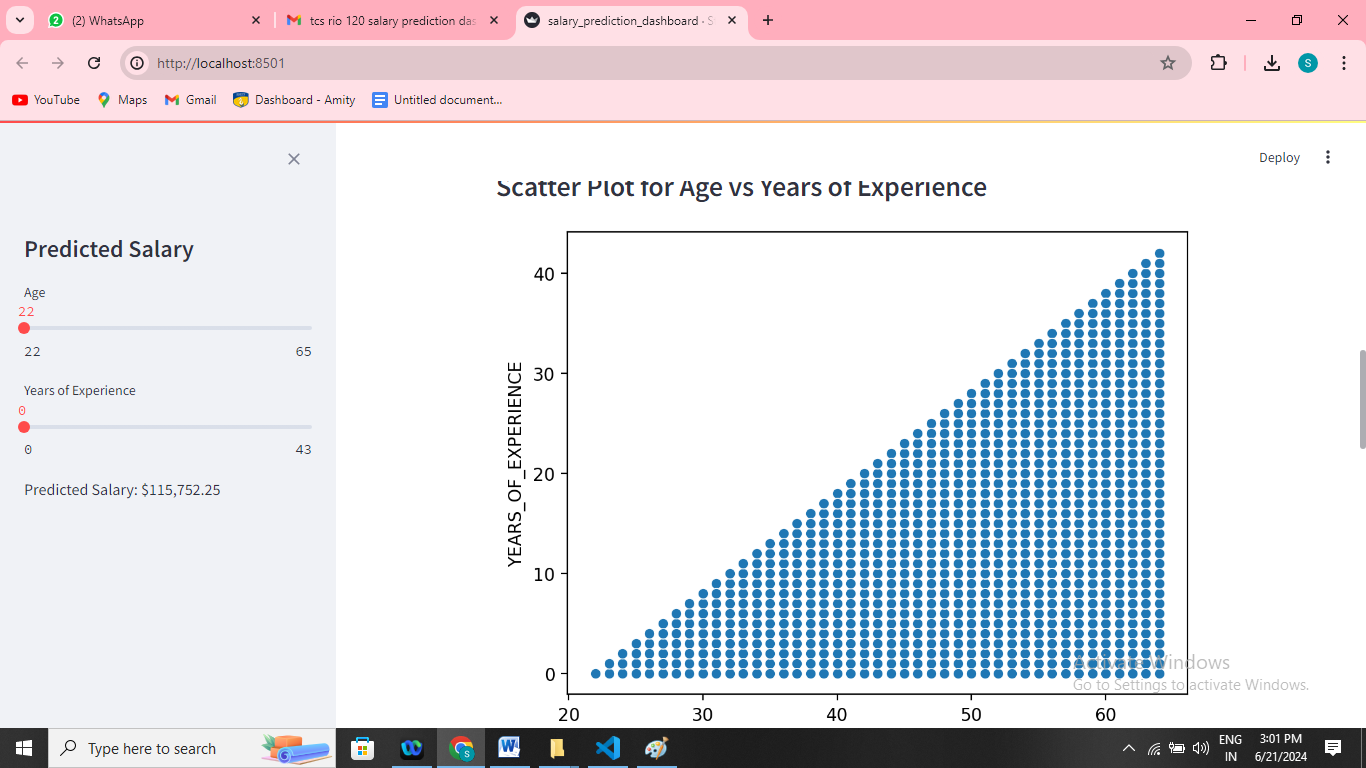 (2) WhatsApp
tcs rio 120 salary prediction das
salary_prediction_dashboard · S
http://localhost:8501
S
YouTube
Maps
Gmail
Dashboard - Amity
Untitled document...
Deploy
Predicted Salary
Age
22
22 65
Years of Experience
0
0 43
Predicted Salary: $115,752.25
Scatter Plot for Age vs Years of Experience
YEARS_OF_EXPERIENCE
40
30
20
10
0
20 30 40 50 60
Activate Windows
Go to Settings to activate Windows.
Type here to search
ENG
IN
3:01 PM
6/21/2024